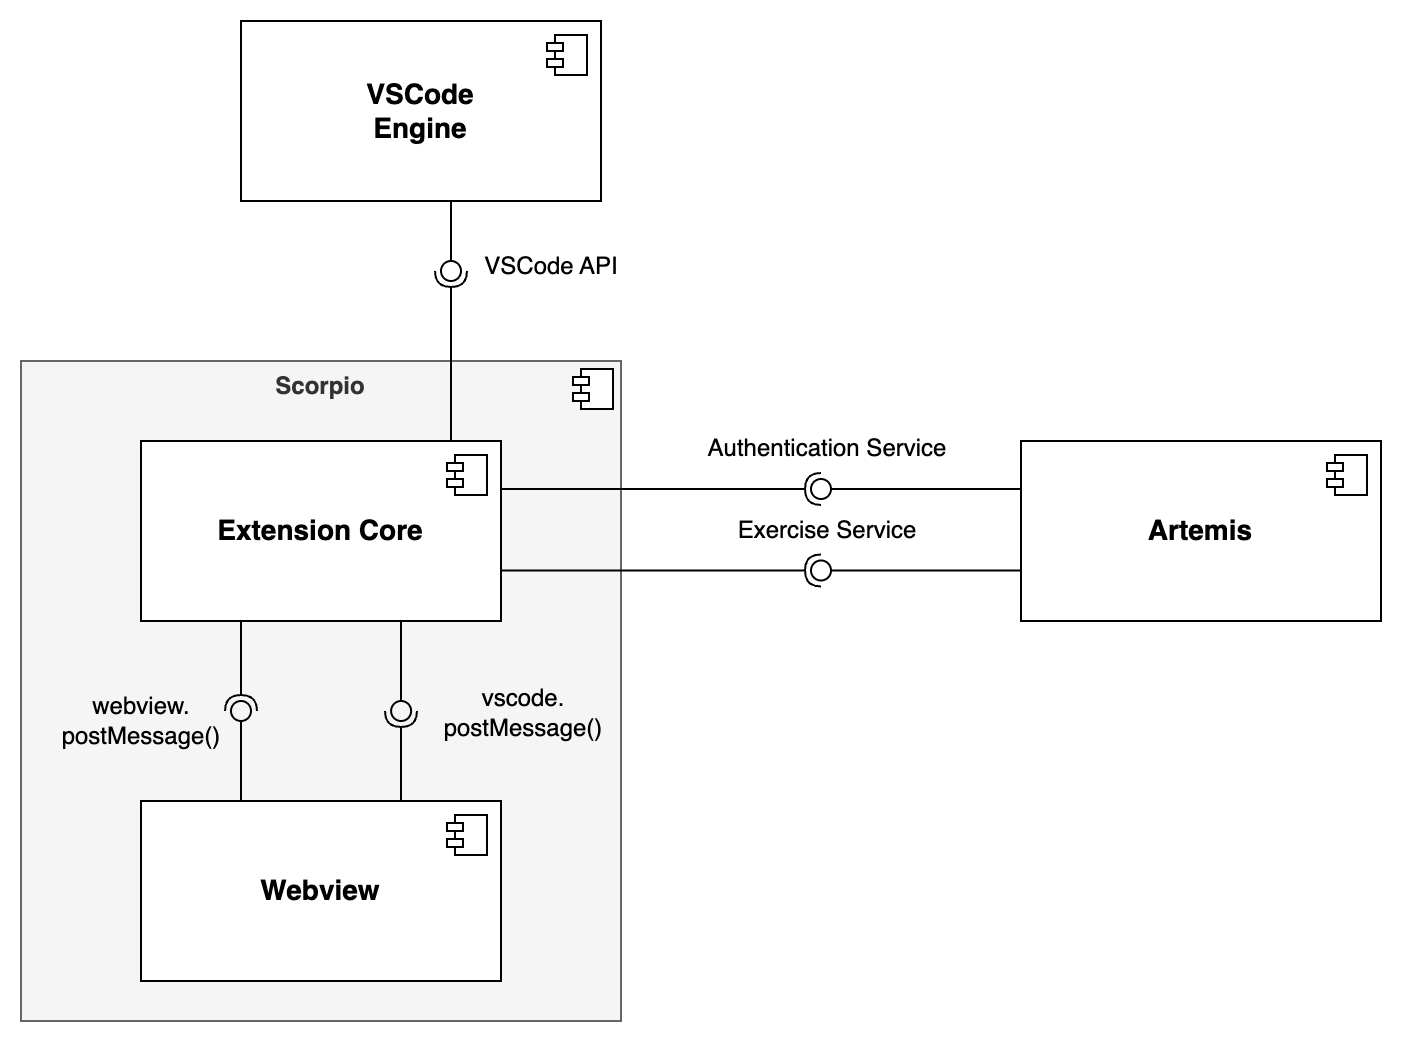 VSCode
Engine
VSCode API
Scorpio
Authentication Service
Extension Core
Exercise Service
Artemis
webview.
postMessage()
vscode.
postMessage()
Webview